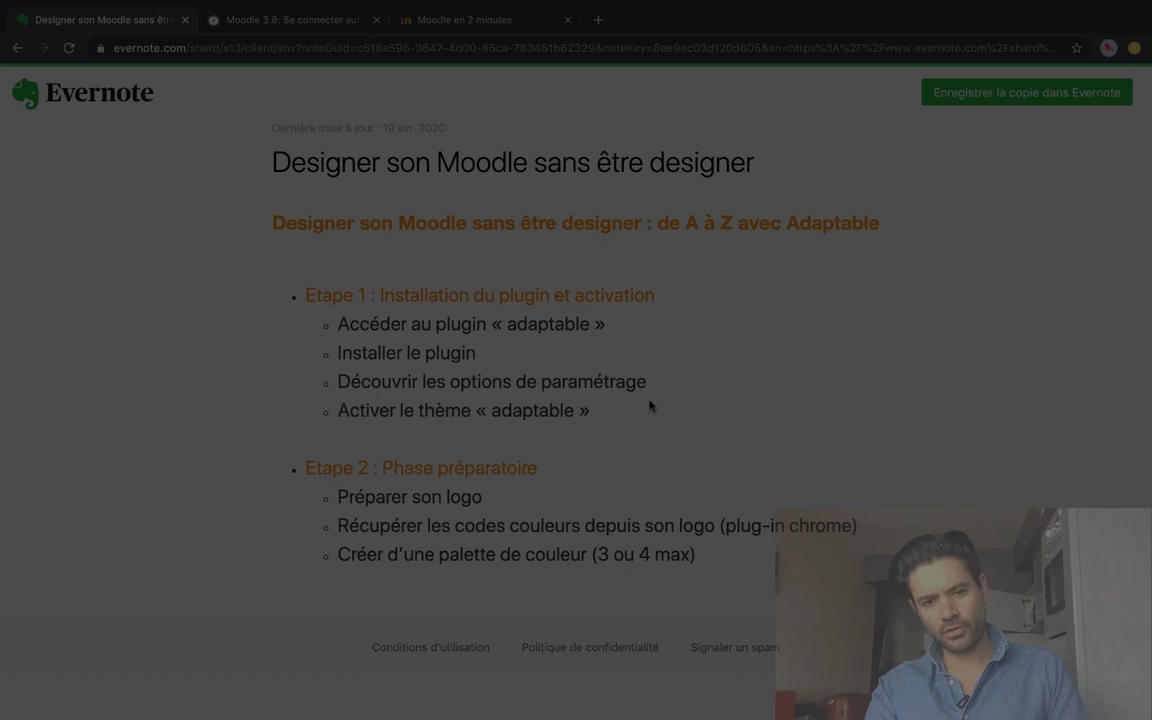 Designer son Moodle sans êtr
Moodle 3.8: Se connecter sur
Moodle en 2 minutes
evernote.com/shard/s13/client/snv?noteGuid=c518a596-3647-4d00-85ca-783461b62329&noteKey=8ee9ec03d120d605&sn=https%3A%2F%2Fwww.evernote.com%2Fshard%...
Evernote
Enregistrer la copie dans Evernote
Dernière mise à jour : 19 avr. 2020
Designer son Moodle sans être designer
Designer son Moodle sans être designer : de A à Z avec Adaptable
Etape 1 : Installation du plugin et activation
Accéder au plugin « adaptable »
Installer le plugin
Découvrir les options de paramétrage
Activer le thème « adaptable »
Etape 2 : Phase préparatoire
Préparer son logo
Récupérer les codes couleurs depuis son logo (plug-in chrome)
Créer d’une palette de couleur (3 ou 4 max)
Conditions d'utilisation
Politique de confidentialité
Signaler un spam